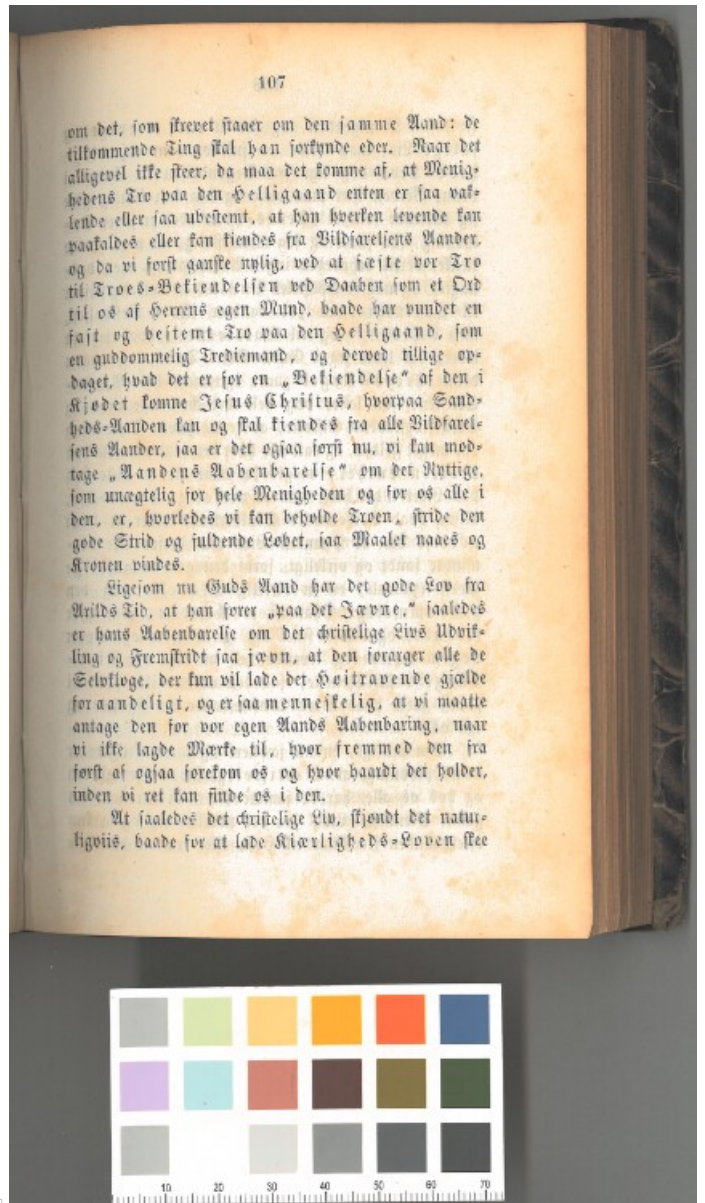 107
om det, som skrevet staaer om den samme Aand: de
tilkommende Ting skal han forkynde eder. Naar det
alligevel ikke skeer, da maa det komme af, at Menig-
hedens Tro paa den Helligaand enten er saa vak-
lende eller saa ubestemt, at han hverken levende kan
paakaldes eller kan kiendes fra Vildfarelsens Aander,
og da vi først ganske nylig, ved at fæste vor Tro
til Troes-Bekiendelsen ved Daaben som et Ord
til os af Herrens egen Mund, baade har vundet en
fast og bestemt Tro paa den Helligaand, som
en guddommelig Trediemand, og derved tillige op-
daget, hvad det er for en „Bekiendelse“ af den i
Kjødet komne Jesus Christus, hvorpaa Sand-
heds-Aanden kan og skal kiendes fra alle Vildfarel-
sens Aander, saa er det ogsaa først nu, vi kan mod-
tage „Aandens Aabenbarelse“ om det Nyttige,
som unægtelig for hele Menigheden og for os alle i
den, er, hvorledes vi kan beholde Troen, stride den
gode Strid og fuldende Løbet, saa Maalet naaes og
Kronen vindes.
Ligesom nu Guds Aand har det gode Lov fra
Arilds Tid, at han fører „paa det Jævne,“ saaledes
er hans Aabenbarelse om det christelige Livs Udvik-
ling og Fremskridt saa jævn, at den forarger alle de
Selvkloge, der kun vil lade det Høitravende gjælde
for aandeligt, og er saa menneskelig, at vi maatte
antage den for vor egen Aands Aabenbaring, naar
vi ikke lagde Mærke til, hvor fremmed den fra
først af ogsaa forekom os og hvor haardt det holder,
inden vi ret kan finde os i den.
At saaledes det christelige Liv, skjøndt det natur-
ligviis, baade for at lade Kiærligheds-Loven skee
10 20 30 40 50 60 70